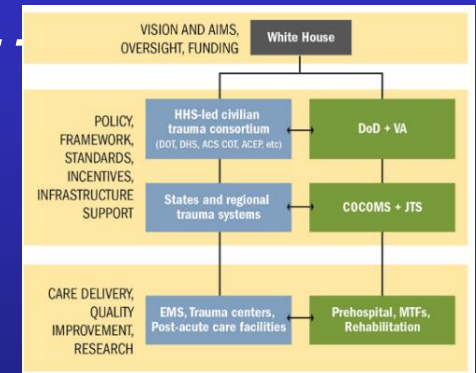 VISION AND AIMS,
OVERSIGHT, FUNDING
White House
POLICY,
FRAMEWORK,
STANDARDS,
INCENTIVES,
INFRASTRUCTURE
SUPPORT
HHS-led civilian
trauma consortium
(DOT, DHS, ACS COT, ACEP, etc)
DoD + VA
States and regional
trauma systems
COCOMS + JTS
CARE DELIVERY,
QUALITY
IMPROVEMENT,
RESEARCH
EMS, Trauma centers,
Post-acute care facilities
Prehospital, MTFs,
Rehabilitation